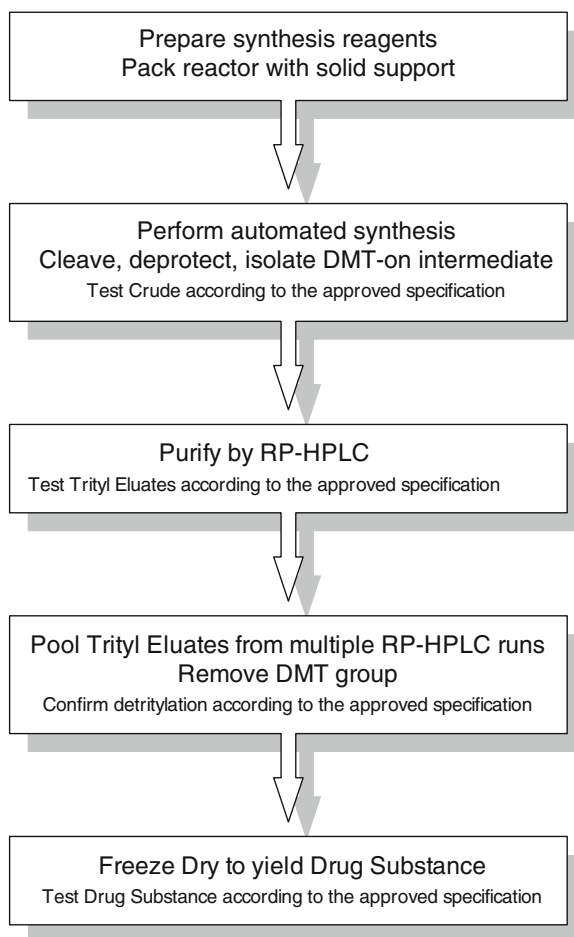 Prepare synthesis reagents
Pack reactor with solid support
Perform automated synthesis
Cleave, deprotect, isolate DMT-on intermediate
Test Crude according to the approved specification
Purify by RP-HPLC
Test Trityl Eluates according to the approved specification
Pool Trityl Eluates from multiple RP-HPLC runs
Remove DMT group
Confirm detritylation according to the approved specification
Freeze Dry to yield Drug Substance
Test Drug Substance according to the approved specification